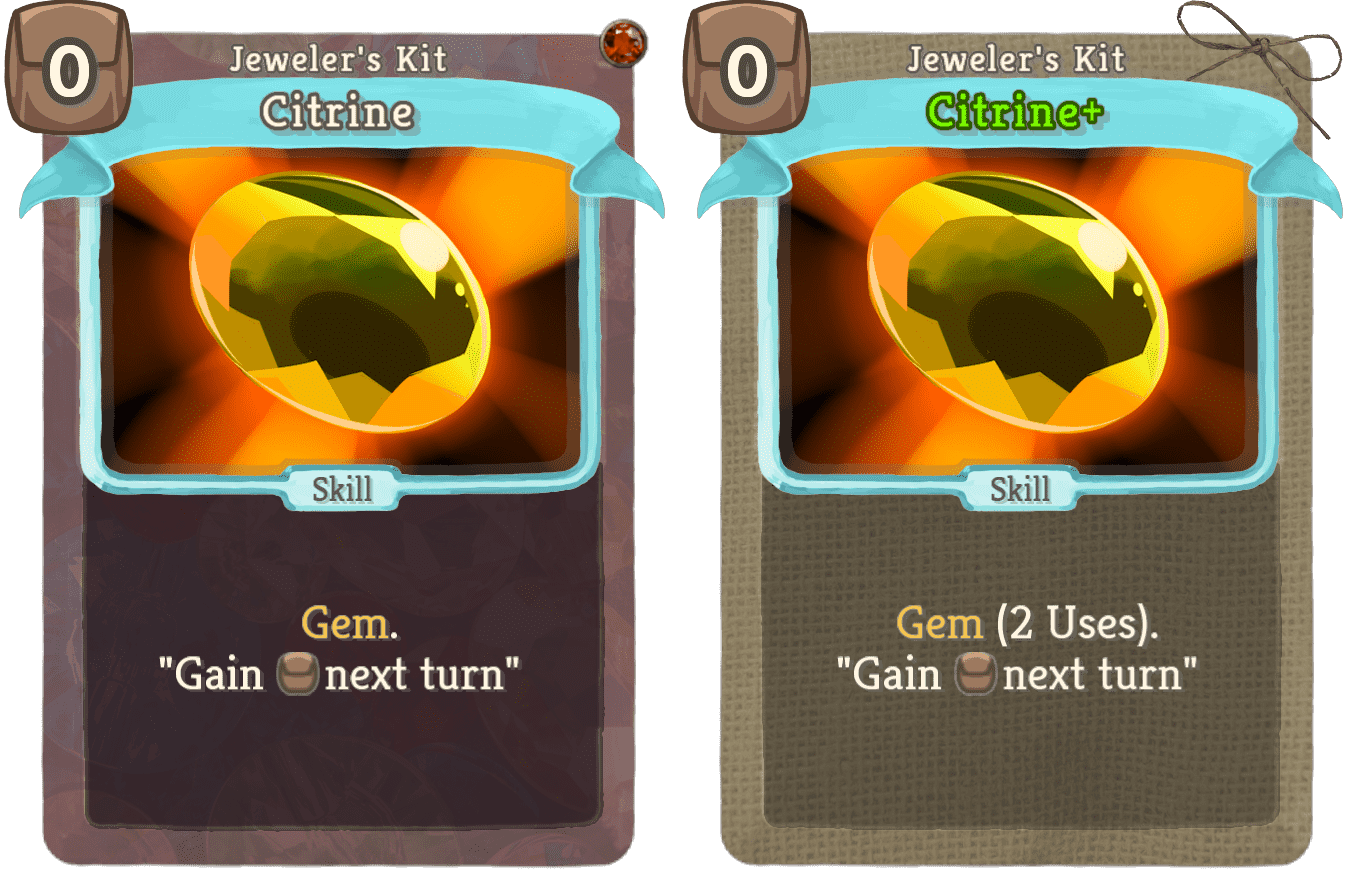 0
Jeweler's Kit
Citrine
Skill
Gem.
"Gain next turn"
0
Jeweler's Kit
Citrine+
Skill
Gem (2 Uses).
"Gain next turn"